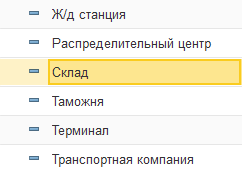 Ж/д станция
Распределительный центр
Склад
Таможня
Терминал
Транспортная компания